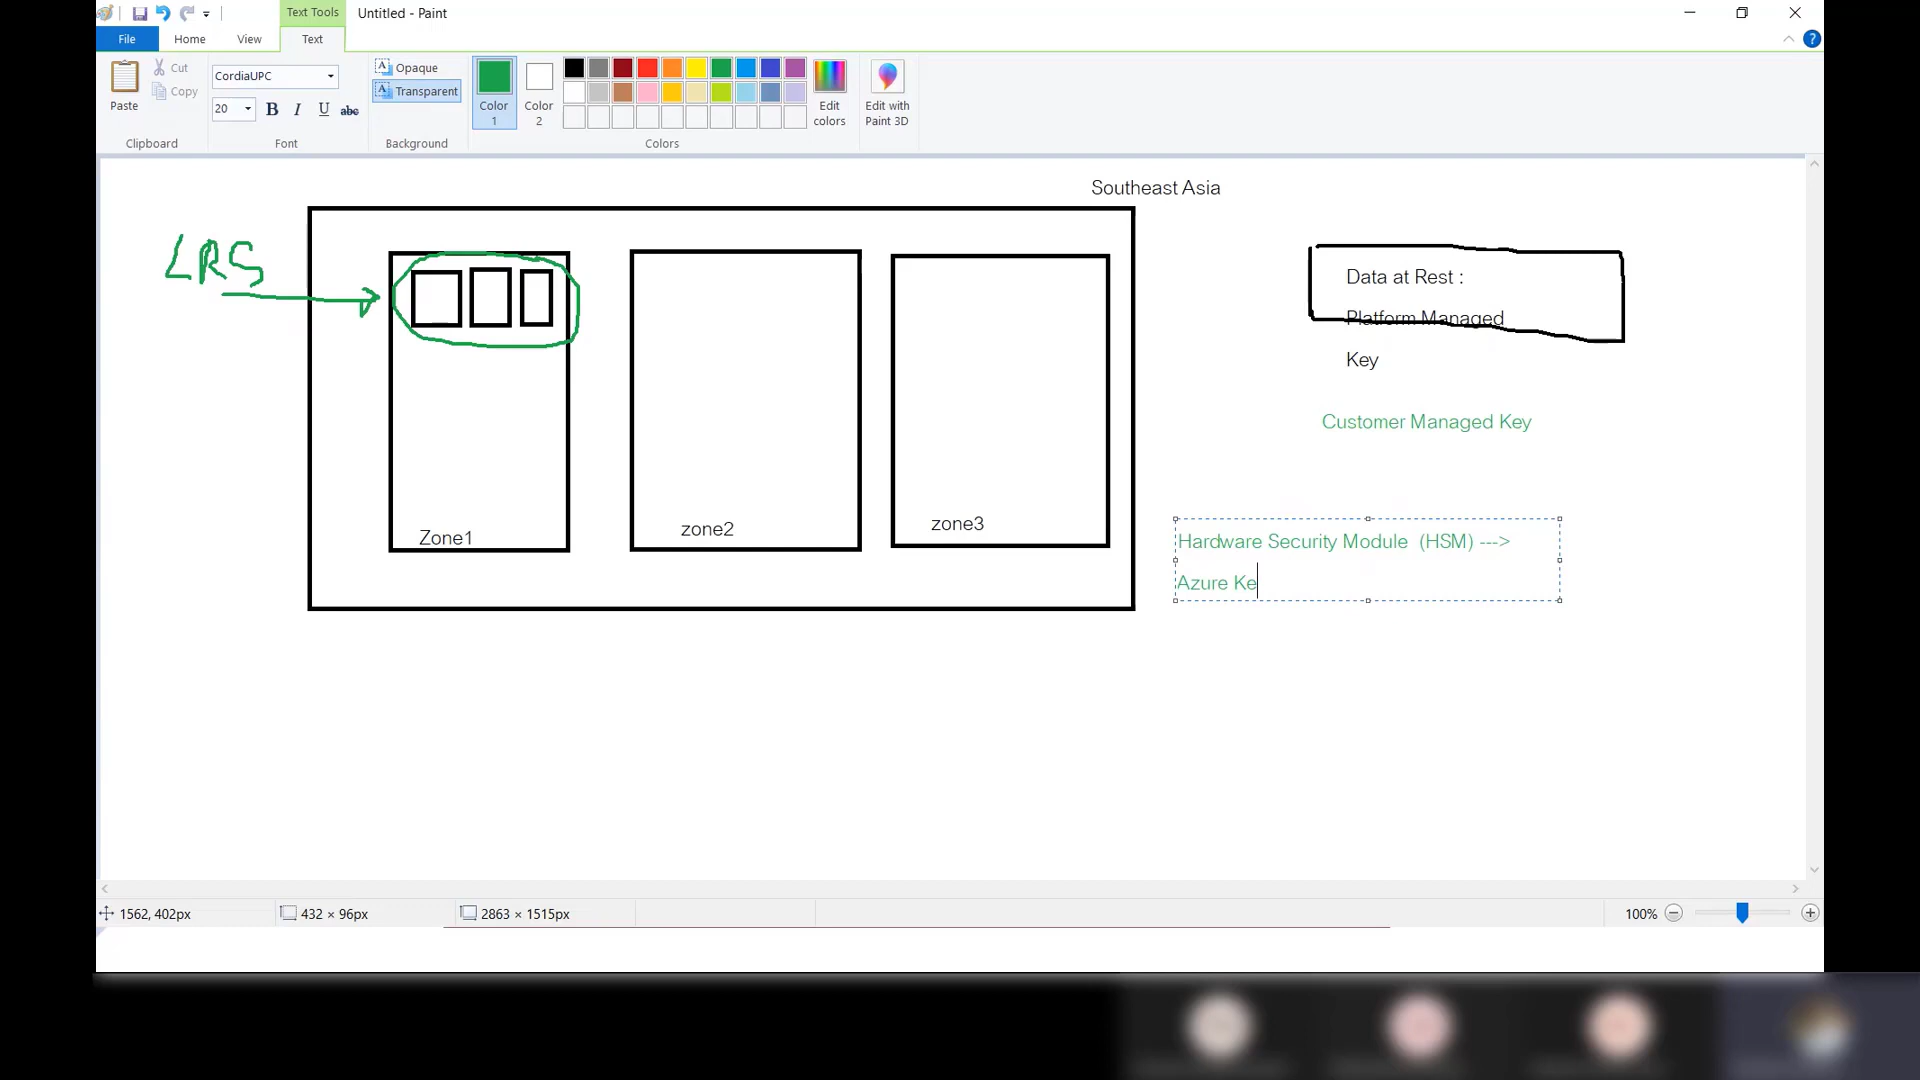 Text Tools
Untitled - Paint
File
Home
View
Text
Paste
Cut
Copy
Clipboard
CordiaUPC
20
B I U abc
Font
A Opaque
A Transparent
Background
Color 1
Color 2
Edit colors
Colors
Edit with Paint 3D
?
Southeast Asia
LRS
Zone1
zone2
zone3
Data at Rest :
Platform Managed
Key
Customer Managed Key
Hardware Security Module (HSM) --->
Azure Ke
1562, 402px
432 × 96px
2863 × 1515px
100%